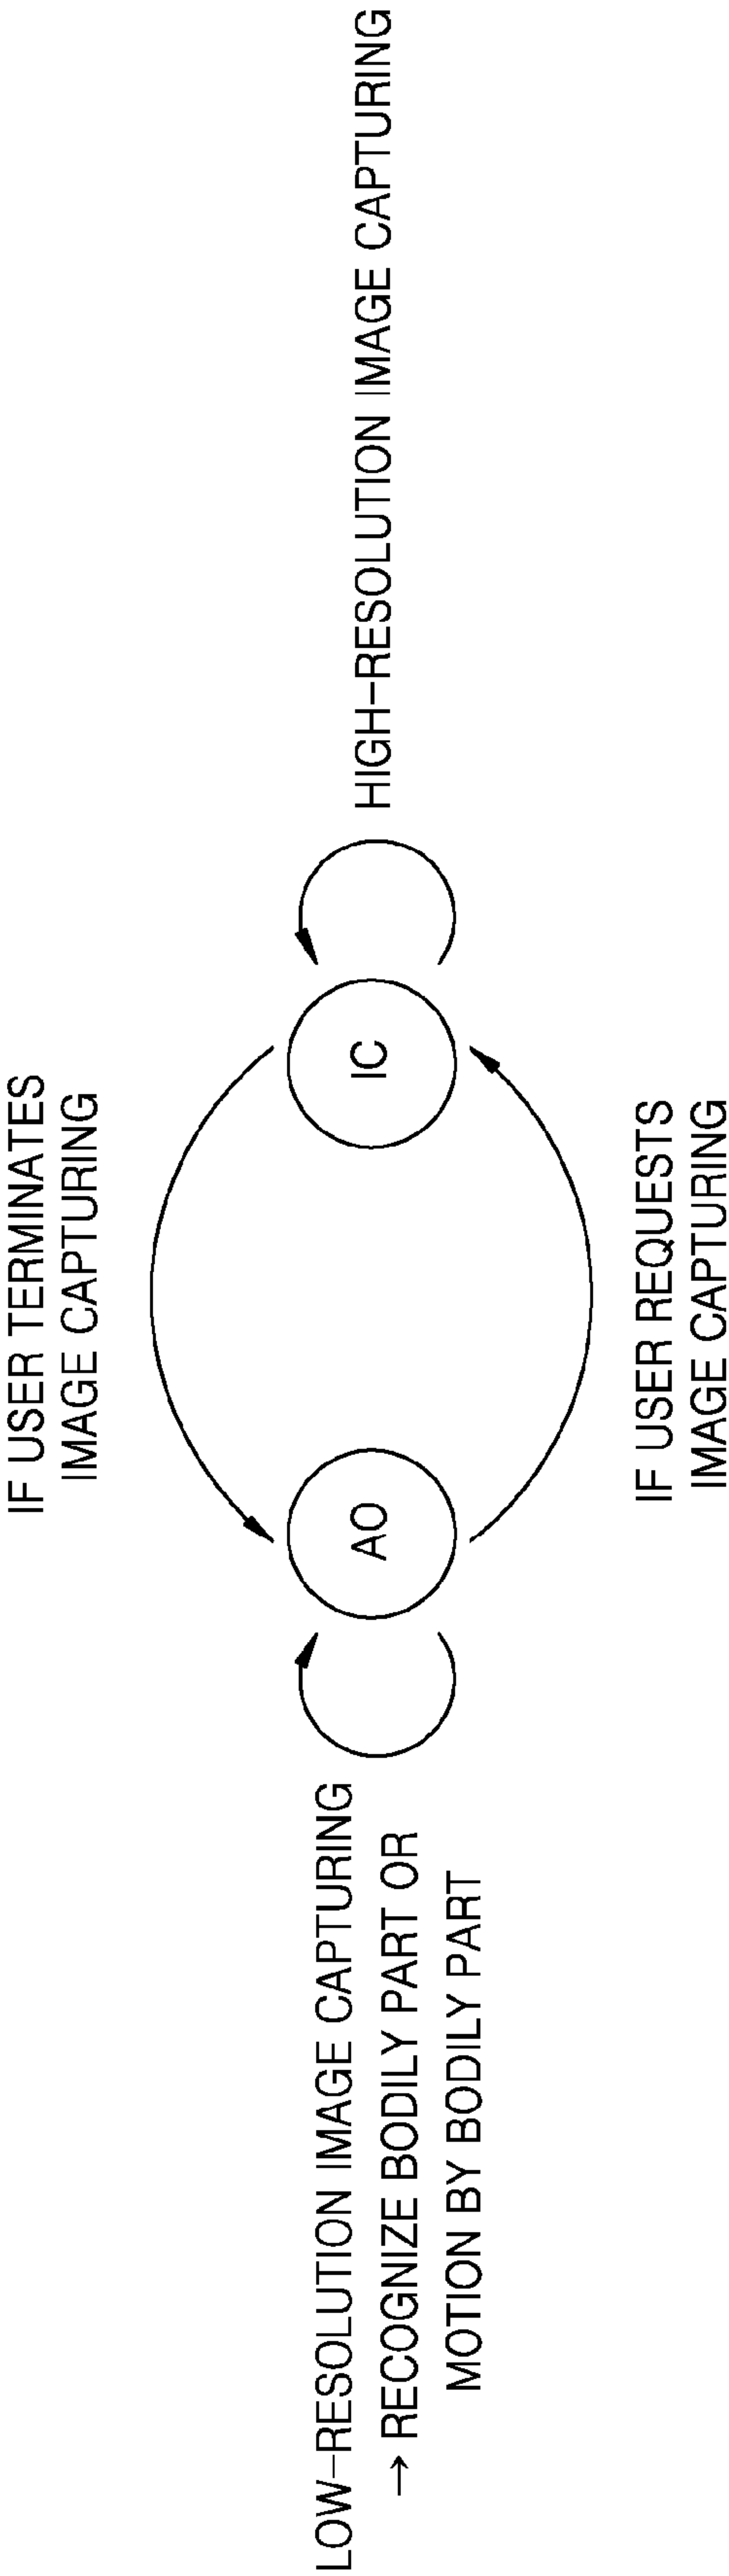 IF USER TERMINATES
IMAGE CAPTURING
LOW-RESOLUTION IMAGE CAPTURING
→ RECOGNIZE BODILY PART OR
MOTION BY BODILY PART
AO
IC
HIGH-RESOLUTION IMAGE CAPTURING
IF USER REQUESTS
IMAGE CAPTURING